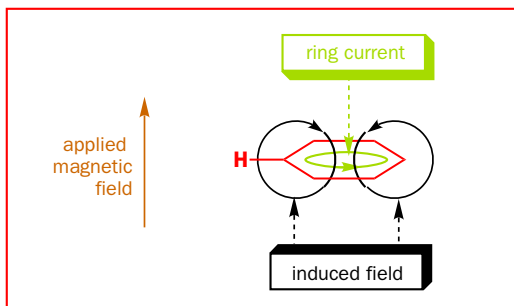 ring current
applied
magnetic
field
H
induced field